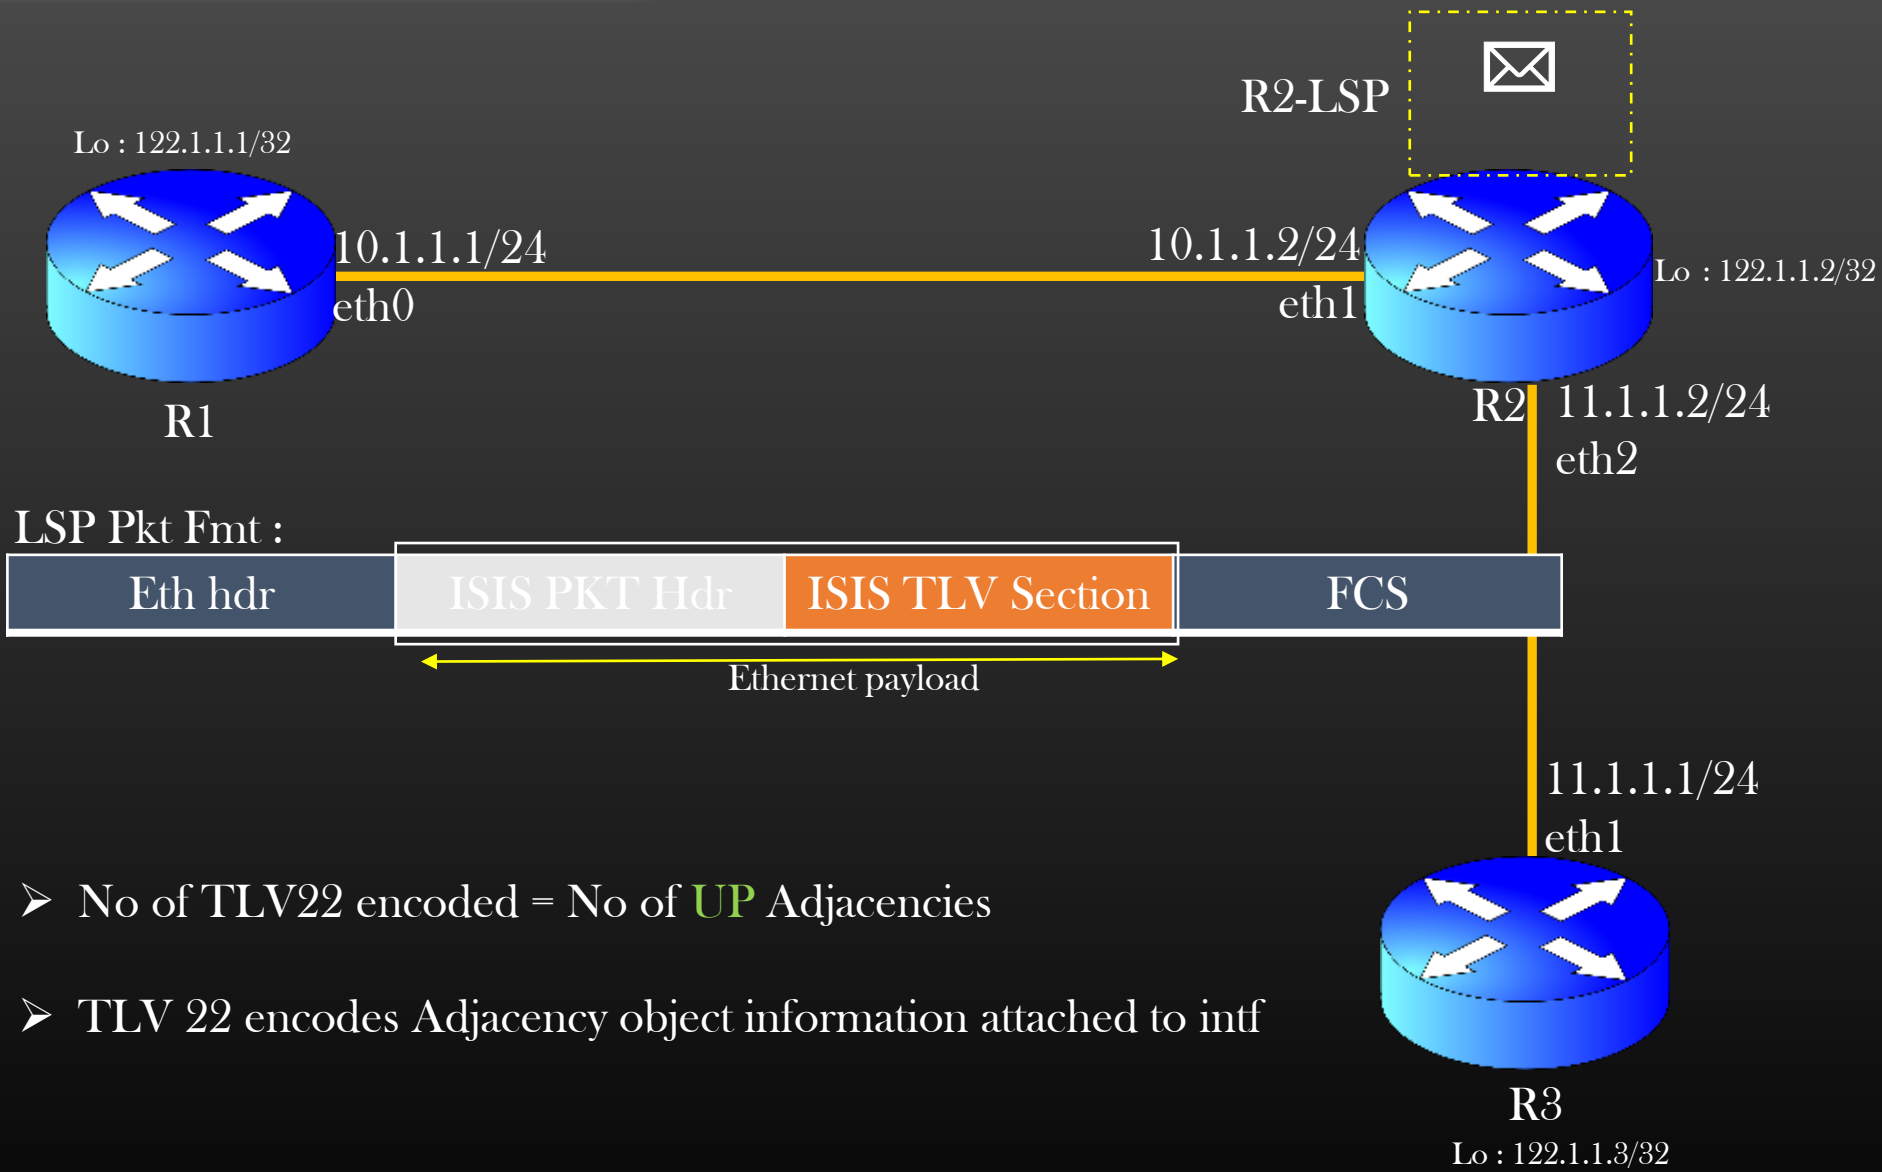 R2-LSP
Lo : 122.1.1.1/32
10.1.1.1/24
10.1.1.2/24
Lo : 122.1.1.2/32
eth0
eth1
R1
R2
11.1.1.2/24
eth2
LSP Pkt Fmt :
Eth hdr
ISIS PKT Hdr
ISIS TLV Section
FCS
Ethernet payload
11.1.1.1/24
eth1
➢ No of TLV22 encoded = No of UP Adjacencies
➢ TLV 22 encodes Adjacency object information attached to intf
R3
Lo : 122.1.1.3/32